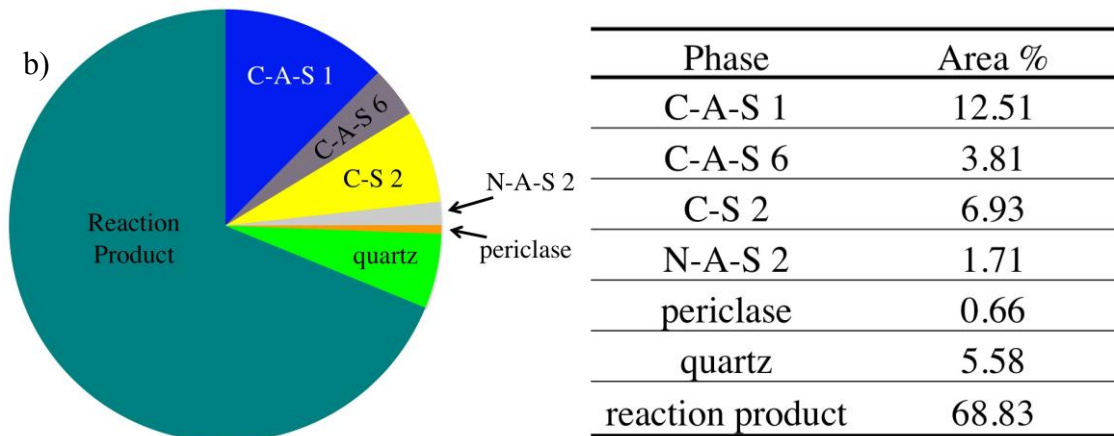 b)
C-A-S 1
C-A-S 6
C-S 2
N-A-S 2
periclase
quartz
Reaction
Product
Phase Area %
C-A-S 1 12.51
C-A-S 6 3.81
C-S 2 6.93
N-A-S 2 1.71
periclase 0.66
quartz 5.58
reaction product 68.83